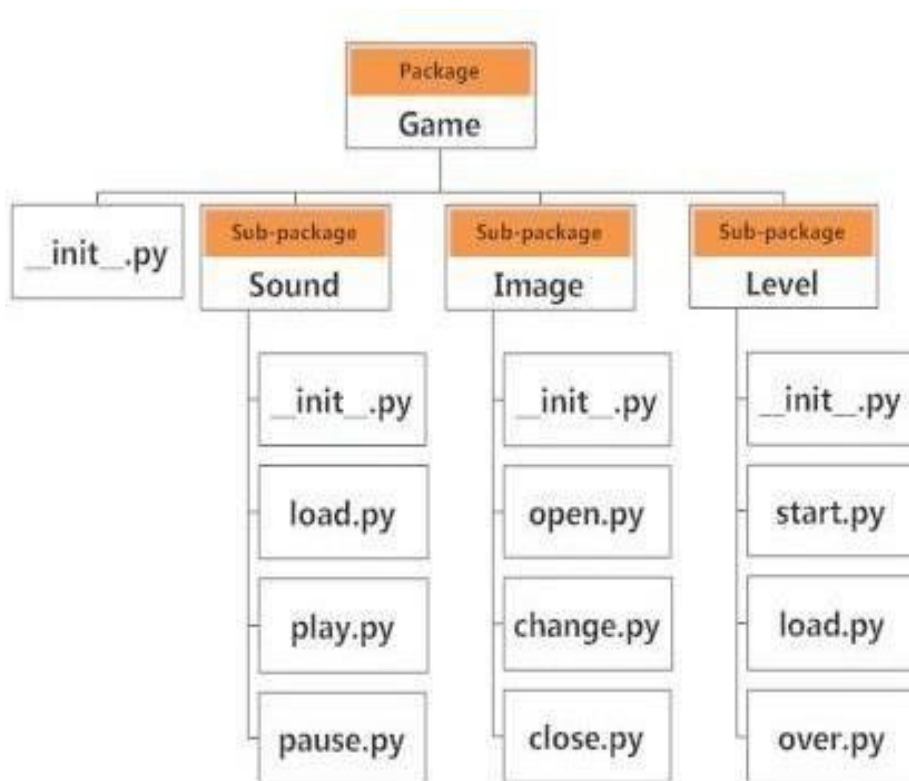 Package
Game
__init__.py
Sub-package
Sound
Sub-package
Image
Sub-package
Level
__init__.py
load.py
play.py
pause.py
__init__.py
open.py
change.py
close.py
__init__.py
start.py
load.py
over.py